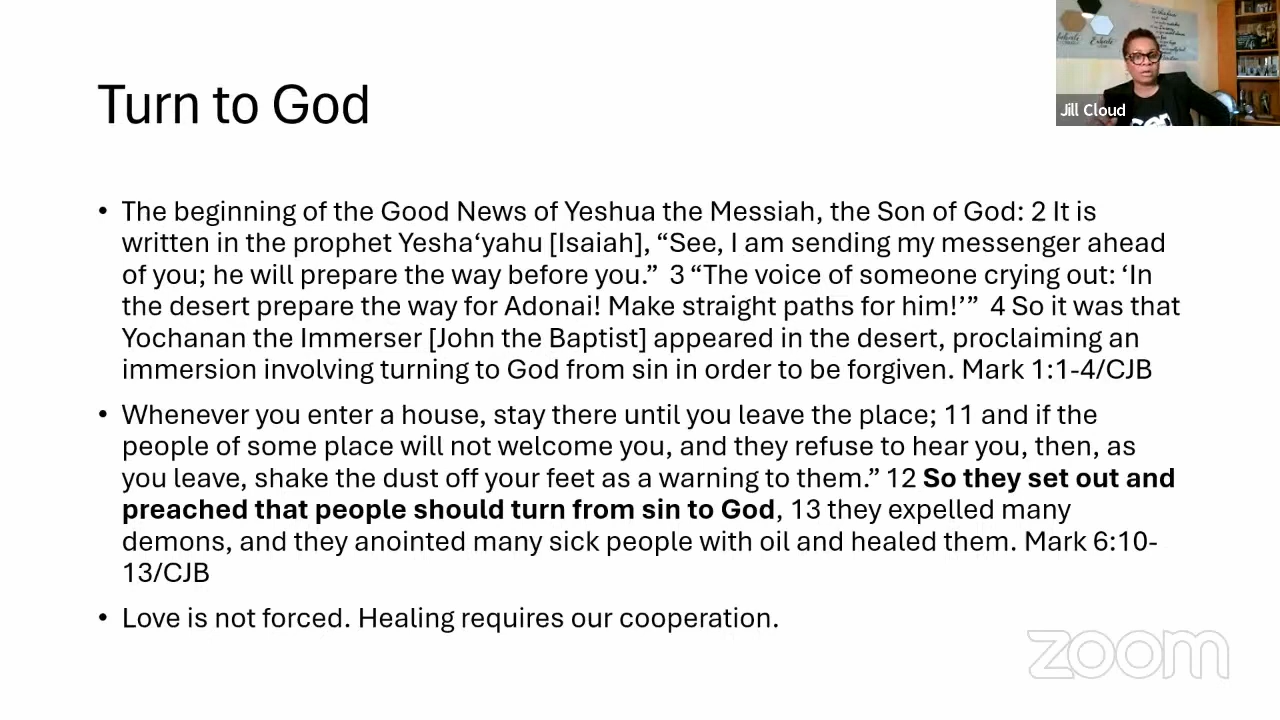 Turn to God
Jill Cloud
• The beginning of the Good News of Yeshua the Messiah, the Son of God: 2 It is
written in the prophet Yesha‘yahu [Isaiah], “See, I am sending my messenger ahead
of you; he will prepare the way before you.”  3 “The voice of someone crying out: ‘In
the desert prepare the way for Adonai! Make straight paths for him!’”  4 So it was that
Yochanan the Immerser [John the Baptist] appeared in the desert, proclaiming an
immersion involving turning to God from sin in order to be forgiven. Mark 1:1-4/CJB
• Whenever you enter a house, stay there until you leave the place; 11 and if the
people of some place will not welcome you, and they refuse to hear you, then, as
you leave, shake the dust off your feet as a warning to them.” 12 So they set out and
preached that people should turn from sin to God, 13 they expelled many
demons, and they anointed many sick people with oil and healed them. Mark 6:10-
13/CJB
• Love is not forced. Healing requires our cooperation.
zoom